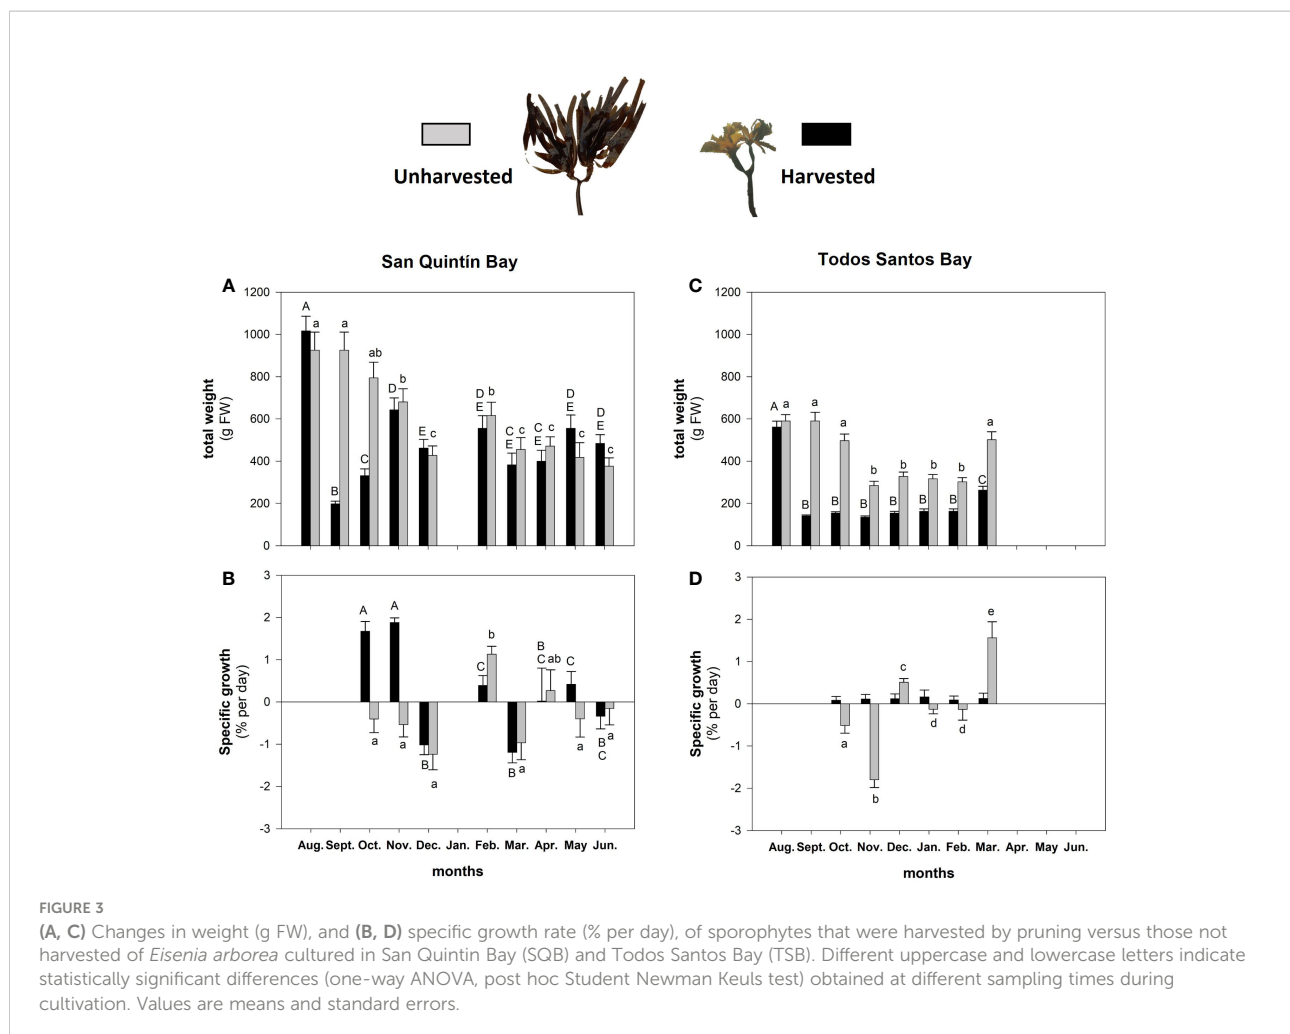 Unharvested
Harvested
San Quintín Bay
Todos Santos Bay
A
1200
1000
800
600
400
200
0
total weight
(g FW)
A
a
B
a
C
ab
D
b
E
c
D
E
b
C
E
c
C
E
c
D
E
c
D
E
c
C
1200
1000
800
600
400
200
0
total weight
(g FW)
A
a
B
a
B
a
B
b
B
b
B
b
B
b
C
a
B
3
2
1
0
-1
-2
-3
Specific growth
(% per day)
A
a
A
a
B
a
C
b
B
a
B
C
ab
C
a
B
C
a
Aug. Sept. Oct. Nov. Dec. Jan. Feb. Mar. Apr. May Jun.
months
D
3
2
1
0
-1
-2
-3
Specific growth
(% per day)
a
b
c
d
d
e
Aug. Sept. Oct. Nov. Dec. Jan. Feb. Mar. Apr. May Jun.
months
FIGURE 3
(A, C) Changes in weight (g FW), and (B, D) specific growth rate (% per day), of sporophytes that were harvested by pruning versus those not
harvested of Eisenia arborea cultured in San Quintin Bay (SQB) and Todos Santos Bay (TSB). Different uppercase and lowercase letters indicate
statistically significant differences (one-way ANOVA, post hoc Student Newman Keuls test) obtained at different sampling times during
cultivation. Values are means and standard errors.